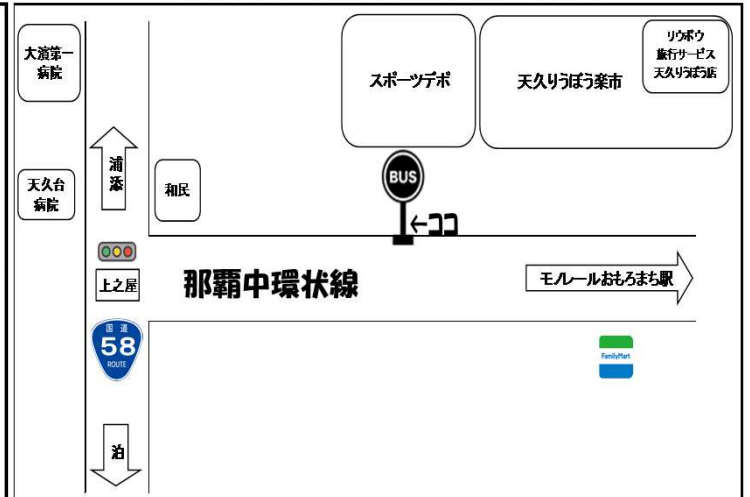 大濱第一
病院
スポーツデポ
天久りうぼう楽市
リウボウ
旅行サービス
天久りうぼう店
浦添
天久台
病院
和民
BUS
←ココ
上之屋
那覇中環状線
モノレールおもろまち駅
国道
58
ROUTE
FamilyMart
泊